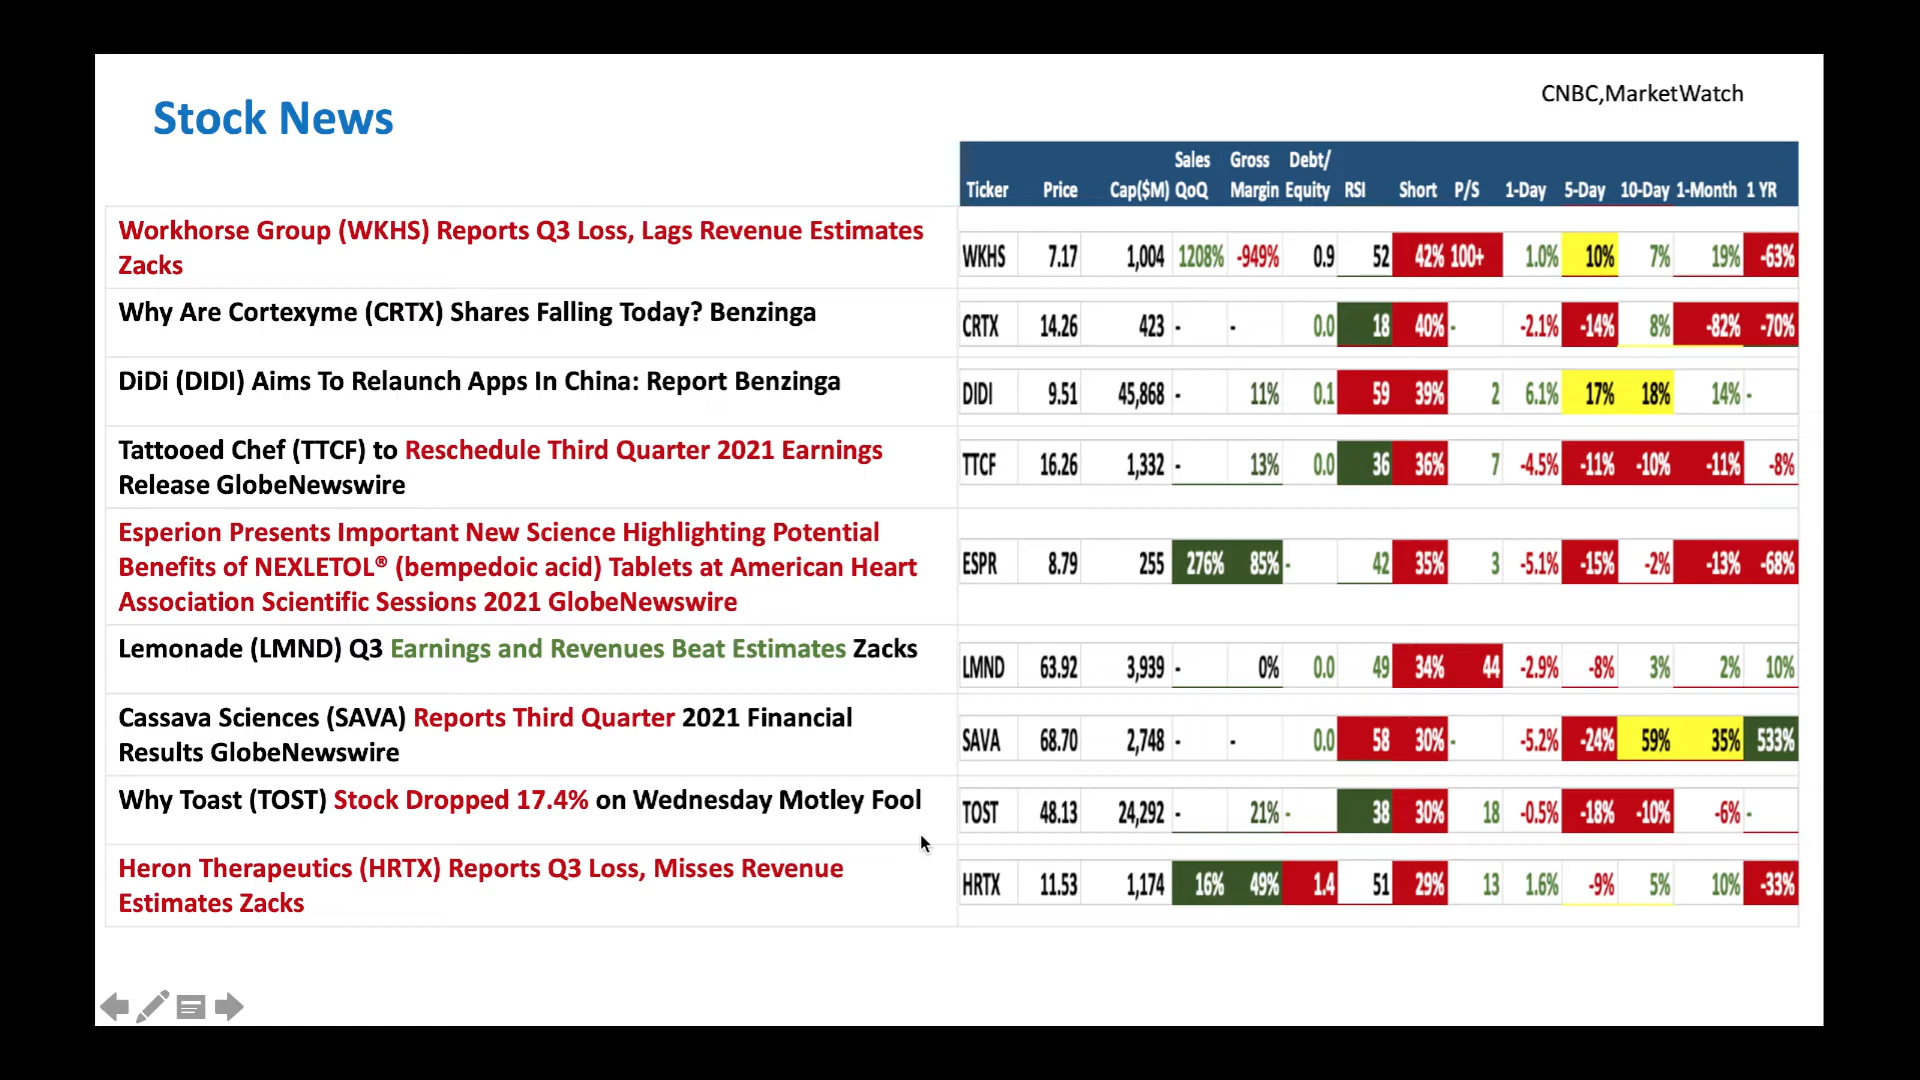 Stock News
CNBC,MarketWatch
Sales Gross Debt/
Ticker Price Cap($M) QoQ Margin Equity RSI Short P/S 1-Day 5-Day 10-Day 1-Month 1 YR
Workhorse Group (WKHS) Reports Q3 Loss, Lags Revenue Estimates
Zacks
WKHS 7.17 1,004 1208% -949% 0.9 52 42% 100+ 1.0% 10% 7% 19% -63%
Why Are Cortexyme (CRTX) Shares Falling Today? Benzinga
CRTX 14.26 423 - - 0.0 18 40% - -2.1% -14% 8% -82% -70%
DiDi (DIDI) Aims To Relaunch Apps In China: Report Benzinga
DIDI 9.51 45,868 - 11% 0.1 59 39% 2 6.1% 17% 18% 14% -
Tattooed Chef (TTCF) to Reschedule Third Quarter 2021 Earnings
Release GlobeNewswire
TTCF 16.26 1,332 - 13% 0.0 36 36% 7 -4.5% -11% -10% -11% -8%
Esperion Presents Important New Science Highlighting Potential
Benefits of NEXLETOL® (bempedoic acid) Tablets at American Heart
Association Scientific Sessions 2021 GlobeNewswire
ESPR 8.79 255 276% 85% - 42 35% 3 -5.1% -15% -2% -13% -68%
Lemonade (LMND) Q3 Earnings and Revenues Beat Estimates Zacks
LMND 63.92 3,939 - 0% 0.0 49 34% 44 -2.9% -8% 3% 2% 10%
Cassava Sciences (SAVA) Reports Third Quarter 2021 Financial
Results GlobeNewswire
SAVA 68.70 2,748 - - 0.0 58 30% - -5.2% -24% 59% 35% 533%
Why Toast (TOST) Stock Dropped 17.4% on Wednesday Motley Fool
TOST 48.13 24,292 - 21% - 38 30% 18 -0.5% -18% -10% -6% -
Heron Therapeutics (HRTX) Reports Q3 Loss, Misses Revenue
Estimates Zacks
HRTX 11.53 1,174 16% 49% 1.4 51 29% 13 1.6% -9% 5% 10% -33%